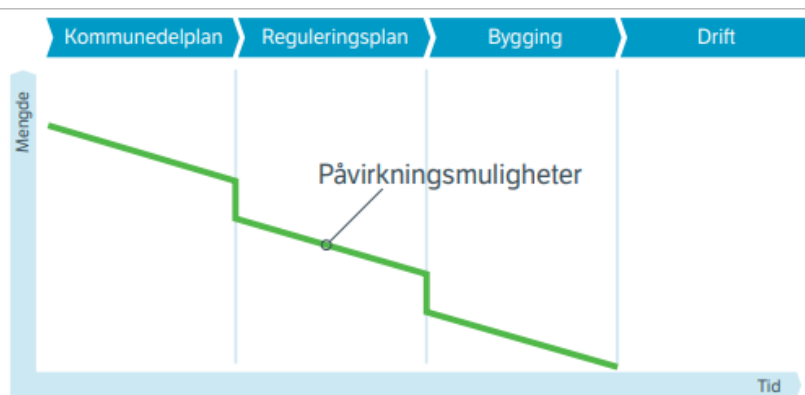 Kommunedelplan
Reguleringsplan
Bygging
Drift
Mengde
Påvirkningsmuligheter
Tid